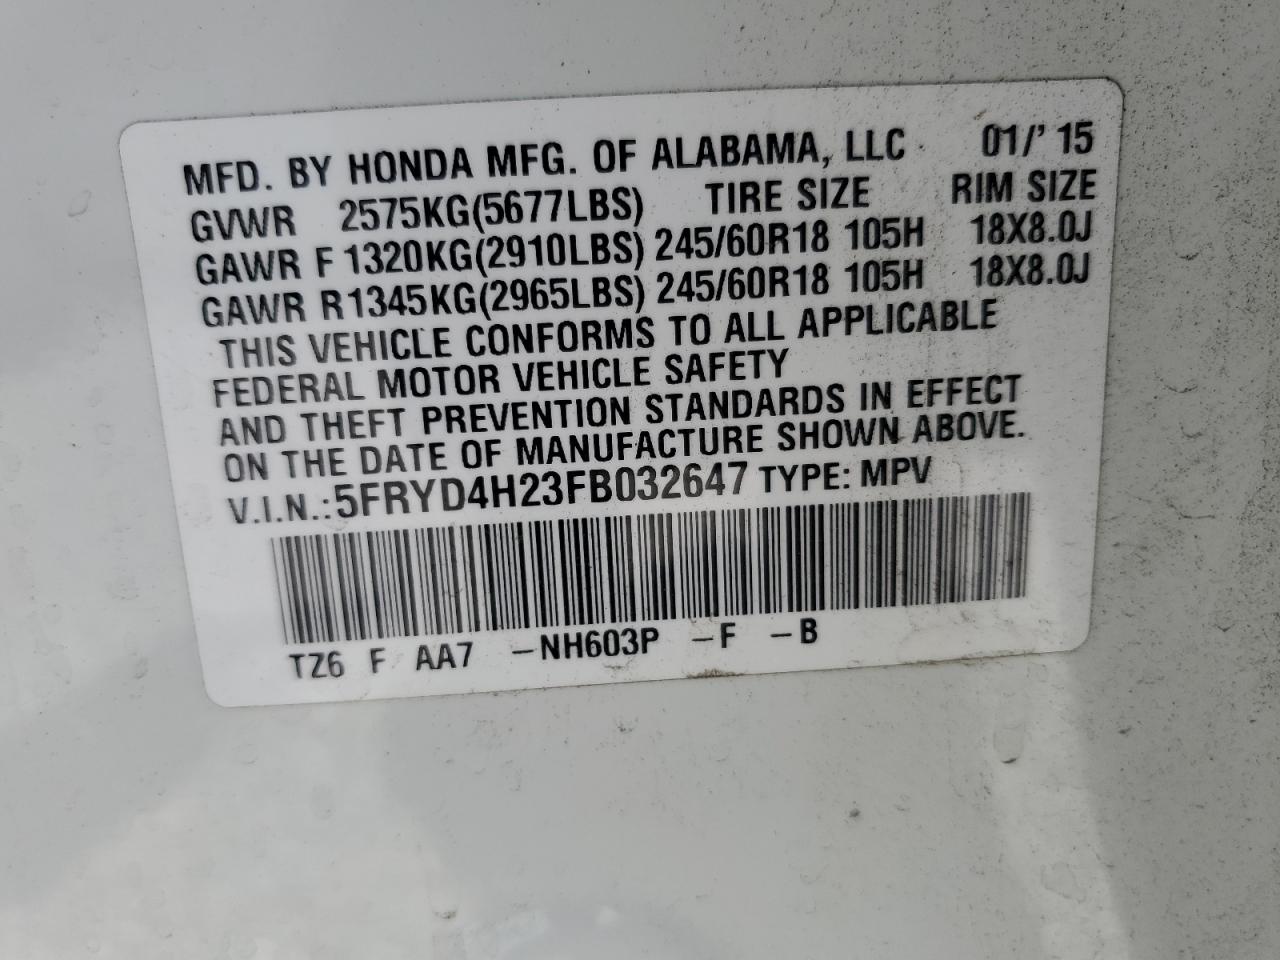 MFD. BY HONDA MFG. OF ALABAMA, LLC 01/'15
GVWR 2575KG(5677LBS) TIRE SIZE RIM SIZE
GAWR F 1320KG(2910LBS) 245/60R18 105H 18X8.0J
GAWR R 1345KG(2965LBS) 245/60R18 105H 18X8.0J
THIS VEHICLE CONFORMS TO ALL APPLICABLE
FEDERAL MOTOR VEHICLE SAFETY
AND THEFT PREVENTION STANDARDS IN EFFECT
ON THE DATE OF MANUFACTURE SHOWN ABOVE.
V.I.N.:5FRYD4H23FB032647 TYPE: MPV
TZ6 F AA7 -NH603P -F -B